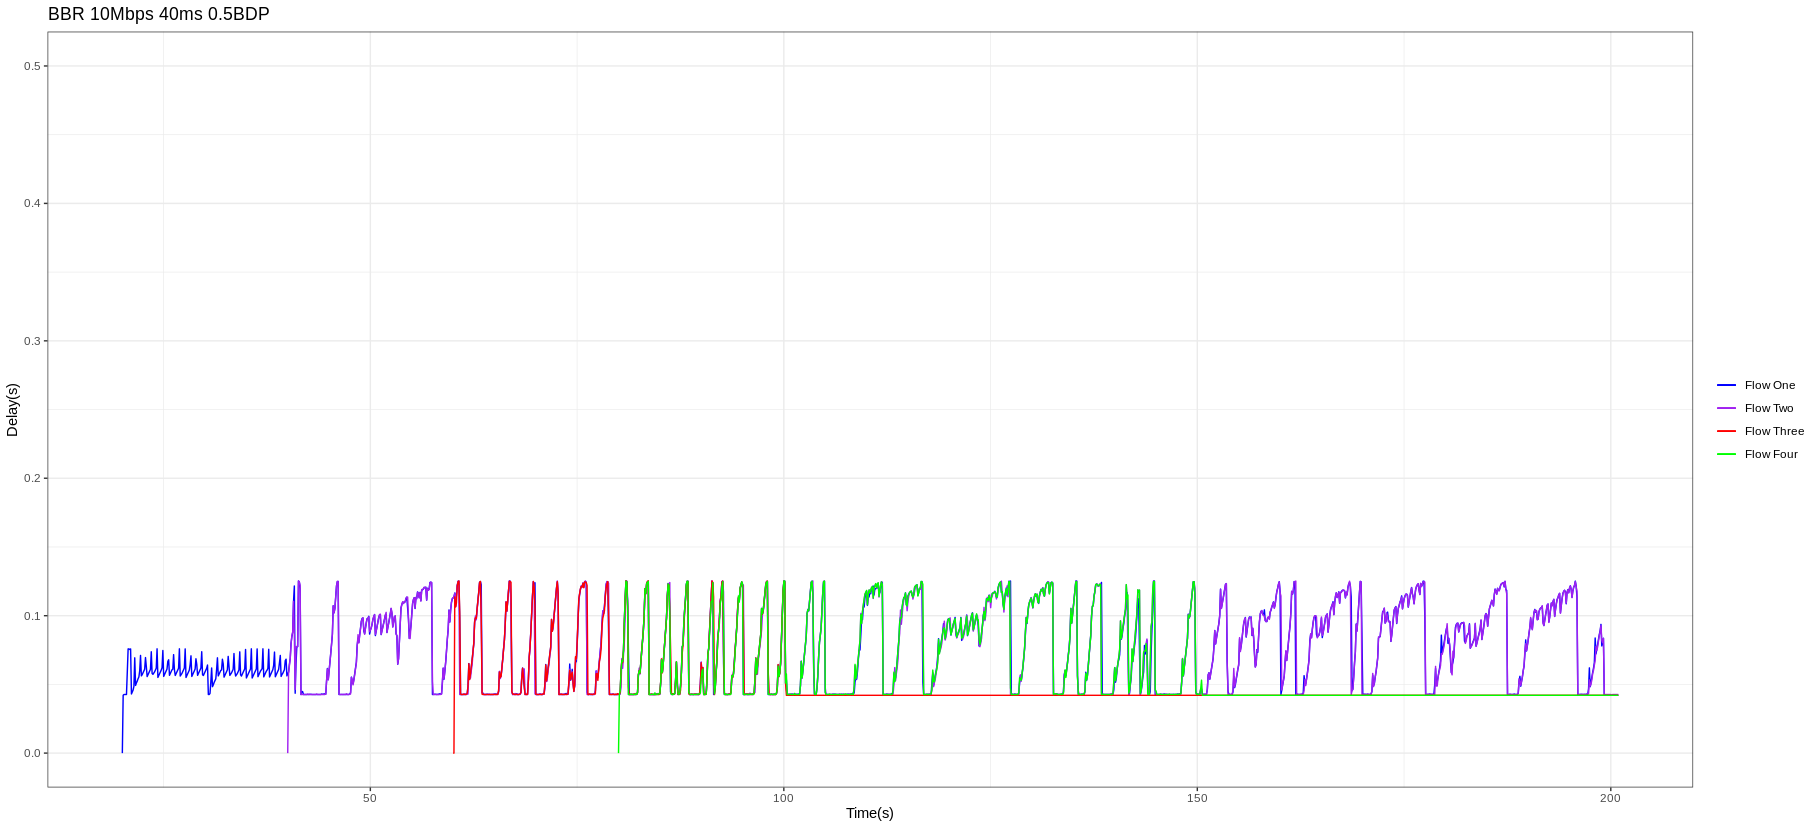 BBR 10Mbps 40ms 0.5BDP
0.5
0.4
0.3
0.2
0.1
0.0
Delay(s)
50
100
150
200
Time(s)
Flow One
Flow Two
Flow Three
Flow Four